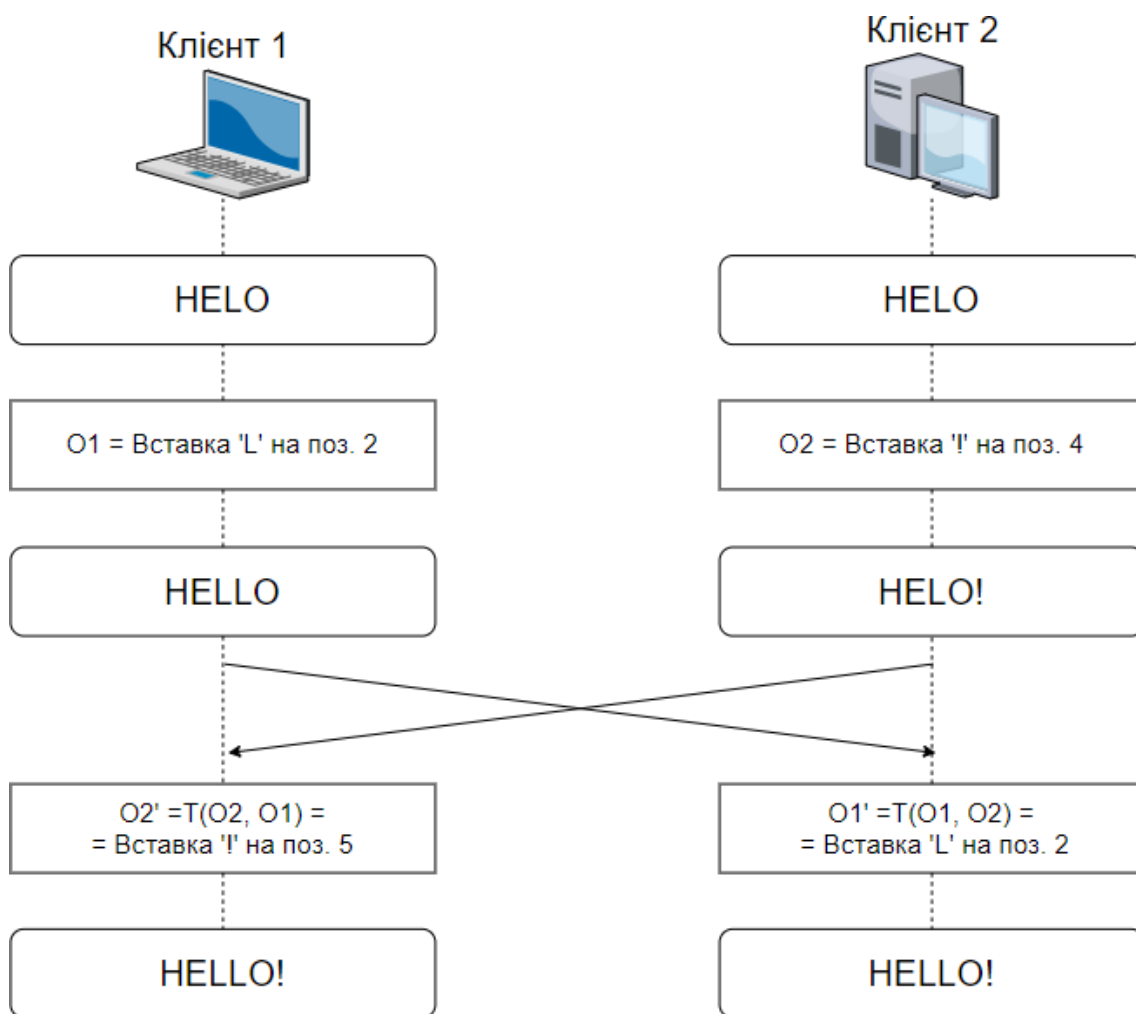 Клієнт 1
Клієнт 2
HELO
HELO
O1 = Вставка 'L' на поз. 2
O2 = Вставка '!' на поз. 4
HELLO
HELO!
O2' =T(O2, O1) =
= Вставка '!' на поз. 5
O1' =T(O1, O2) =
= Вставка 'L' на поз. 2
HELLO!
HELLO!